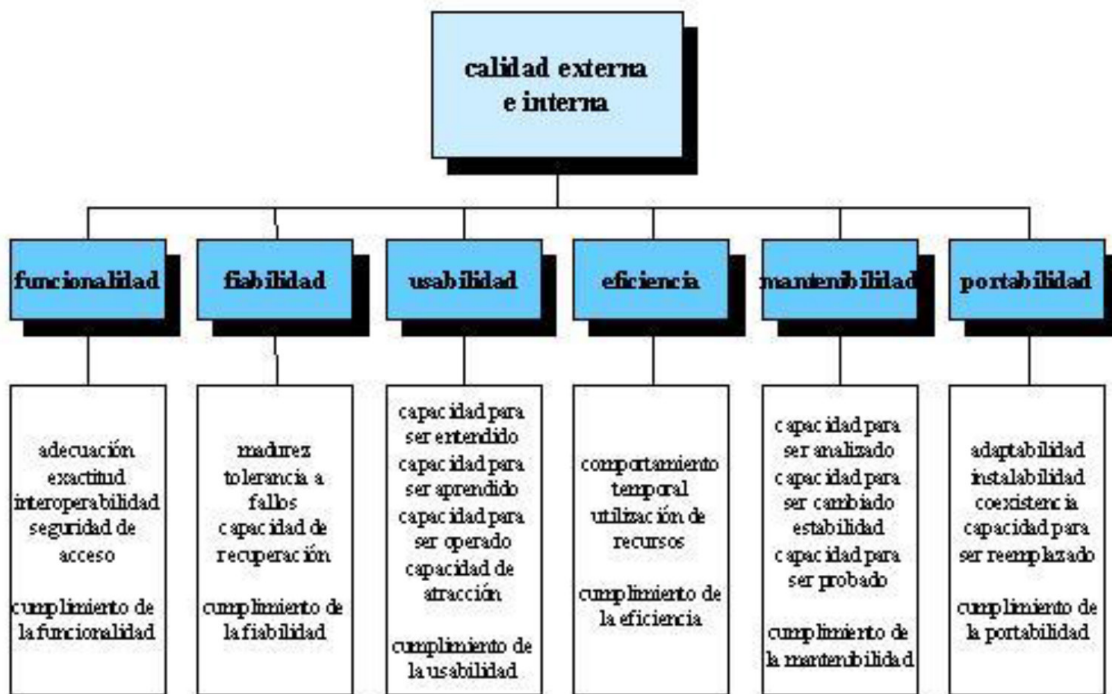 calidad externa
e interna
funcionalidad
fiabilidad
usabilidad
eficiencia
mantenibilidad
portabilidad
adecuación
exactitud
interoperabilidad
seguridad de
acceso
cumplimiento de
la funcionalidad
madurez
tolerancia a
fallos
capacidad de
recuperación
cumplimiento de
la fiabilidad
capacidad para
ser entendido
capacidad para
ser aprendido
capacidad para
ser operado
capacidad de
atracción
cumplimiento de
la usabilidad
comportamiento
temporal
utilización de
recursos
cumplimiento de
la eficiencia
capacidad para
ser analizado
capacidad para
ser cambiado
estabilidad
capacidad para
ser probado
cumplimiento de
la mantenibilidad
adaptabilidad
instalabilidad
coexistencia
capacidad para
ser reemplazado
cumplimiento de
la portabilidad